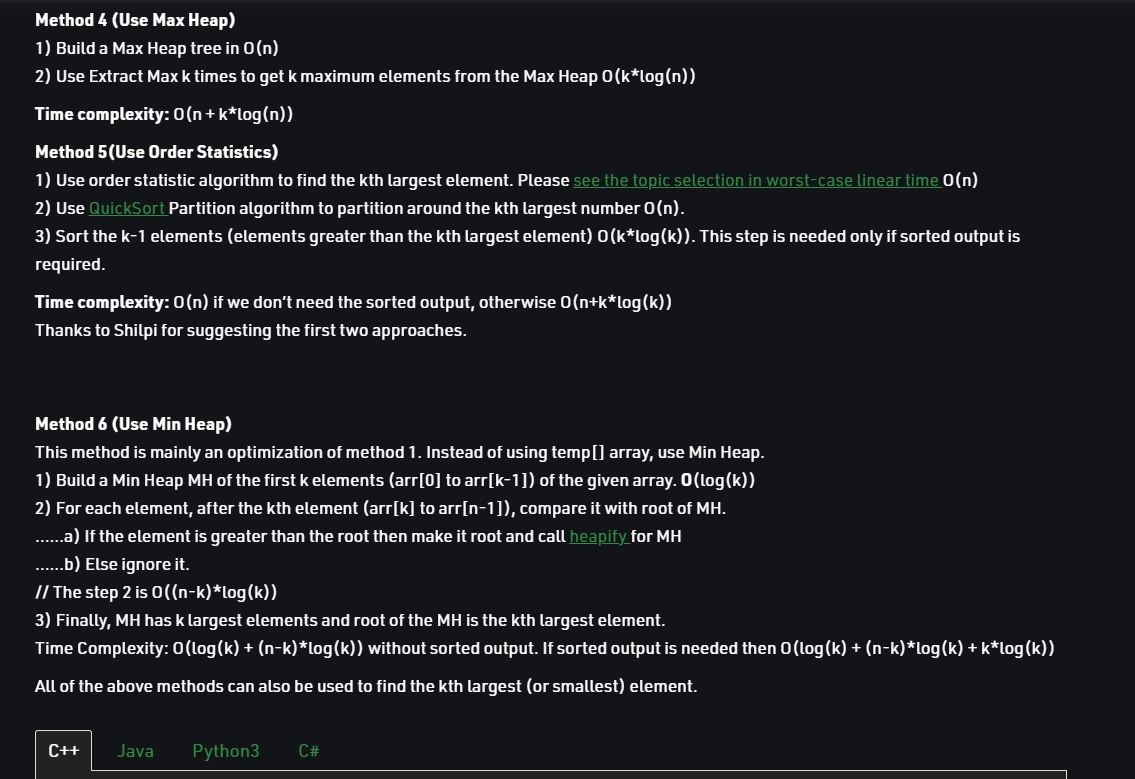 Method 4 (Use Max Heap)
1) Build a Max Heap tree in O(n)
2) Use Extract Max k times to get k maximum elements from the Max Heap O(k*log(n))
Time complexity: O(n + k*log(n))
Method 5(Use Order Statistics)
1) Use order statistic algorithm to find the kth largest element. Please see the topic selection in worst-case linear time O(n)
2) Use QuickSort Partition algorithm to partition around the kth largest number O(n).
3) Sort the k-1 elements (elements greater than the kth largest element) O(k*log(k)). This step is needed only if sorted output is
required.
Time complexity: O(n) if we don’t need the sorted output, otherwise O(n+k*log(k))
Thanks to Shilpi for suggesting the first two approaches.
Method 6 (Use Min Heap)
This method is mainly an optimization of method 1. Instead of using temp[] array, use Min Heap.
1) Build a Min Heap MH of the first k elements (arr[0] to arr[k-1]) of the given array. O(log(k))
2) For each element, after the kth element (arr[k] to arr[n-1]), compare it with root of MH.
……a) If the element is greater than the root then make it root and call heapify for MH
……b) Else ignore it.
// The step 2 is O((n-k)*log(k))
3) Finally, MH has k largest elements and root of the MH is the kth largest element.
Time Complexity: O(log(k) + (n-k)*log(k)) without sorted output. If sorted output is needed then O(log(k) + (n-k)*log(k) + k*log(k))
All of the above methods can also be used to find the kth largest (or smallest) element.
C++ Java Python3 C#